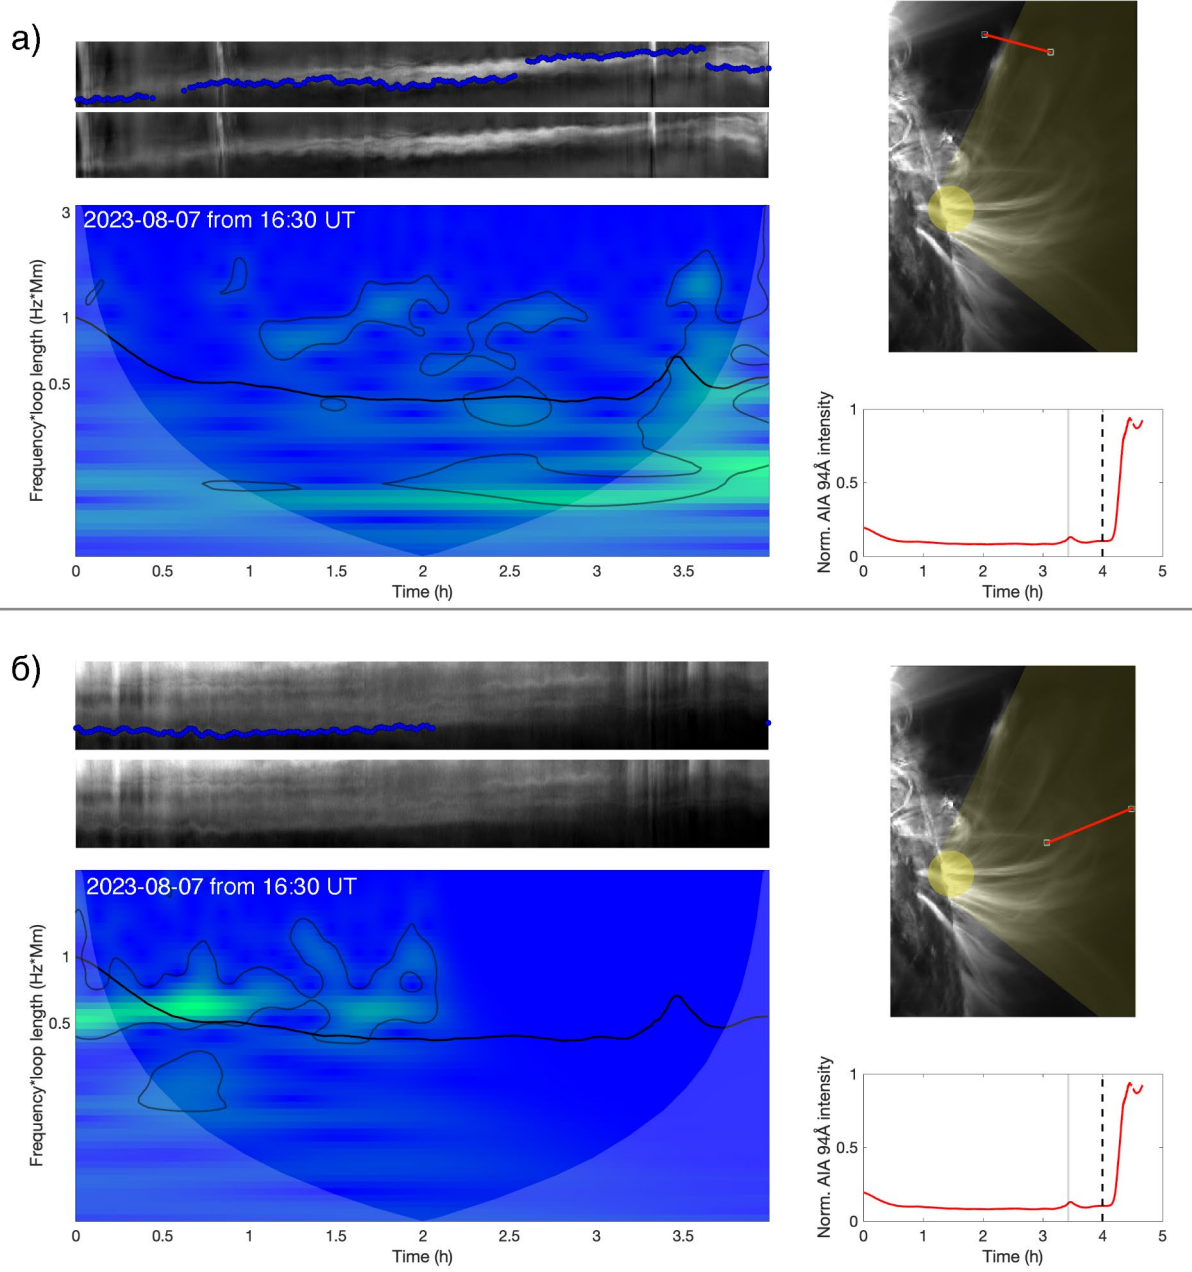 а)
2023-08-07 from 16:30 UT
3
1
0.5
Frequency*loop length (Hz*Mm)
0 0.5 1 1.5 2 2.5 3 3.5
Time (h)
1
0.5
0
Norm. AIA 94Å intensity
0 1 2 3 4 5
Time (h)
б)
2023-08-07 from 16:30 UT
1
0.5
Frequency*loop length (Hz*Mm)
0 0.5 1 1.5 2 2.5 3 3.5
Time (h)
1
0.5
0
Norm. AIA 94Å intensity
0 1 2 3 4 5
Time (h)